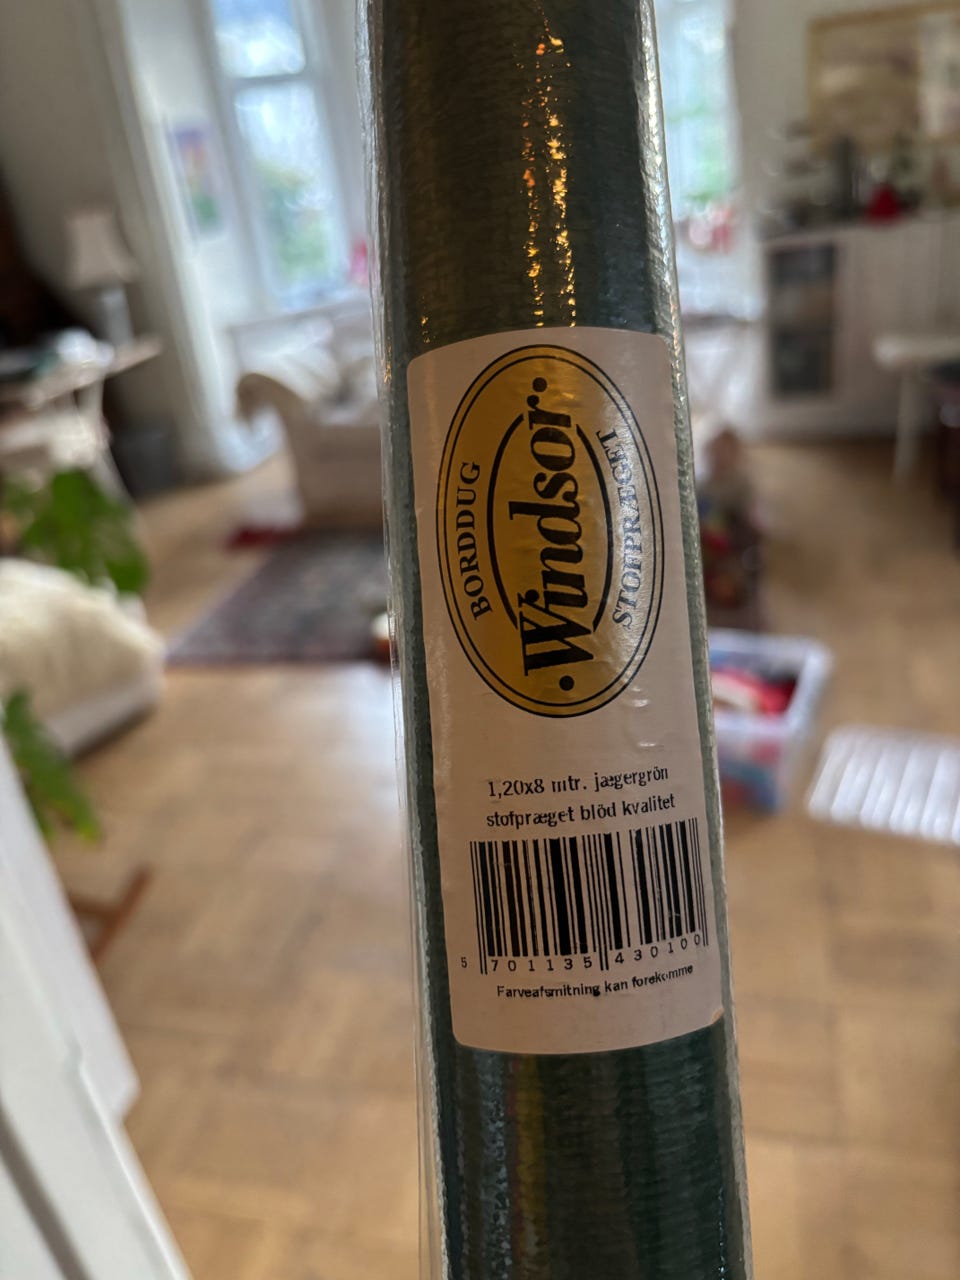 BORDDUG
Windsor
STOFPRÆGET
1,20x8 mtr. jægergrön
stofpræget blöd kvalitet
5 701135 430100
Farveafsmitning kan forekomme